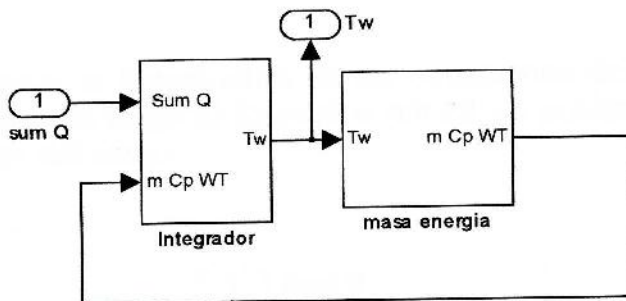 1
Tw
1
sum Q
Sum Q
Tw
m Cp WT
Integrador
Tw
m Cp WT
masa energia